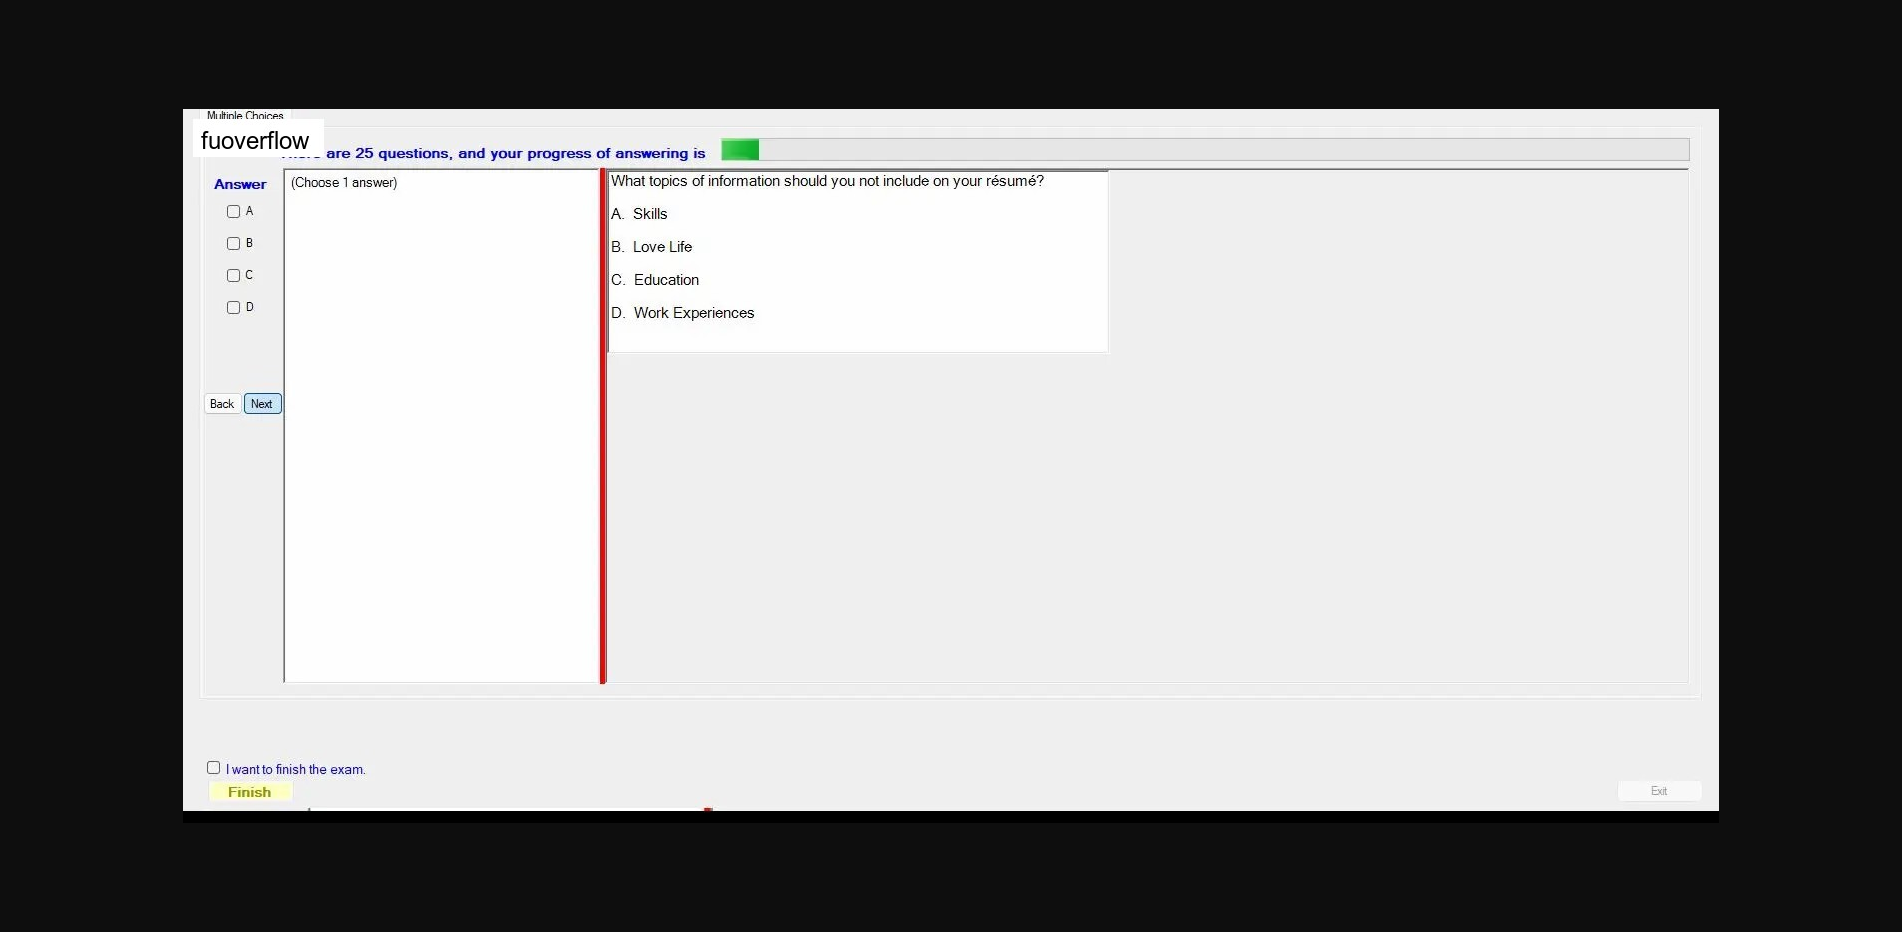 Multiple Choices
fuoverflow
are 25 questions, and your progress of answering is
Answer
(Choose 1 answer)
What topics of information should you not include on your résumé?
A
A. Skills
B
B. Love Life
C
C. Education
D
D. Work Experiences
Back Next
I want to finish the exam.
Finish
Exit